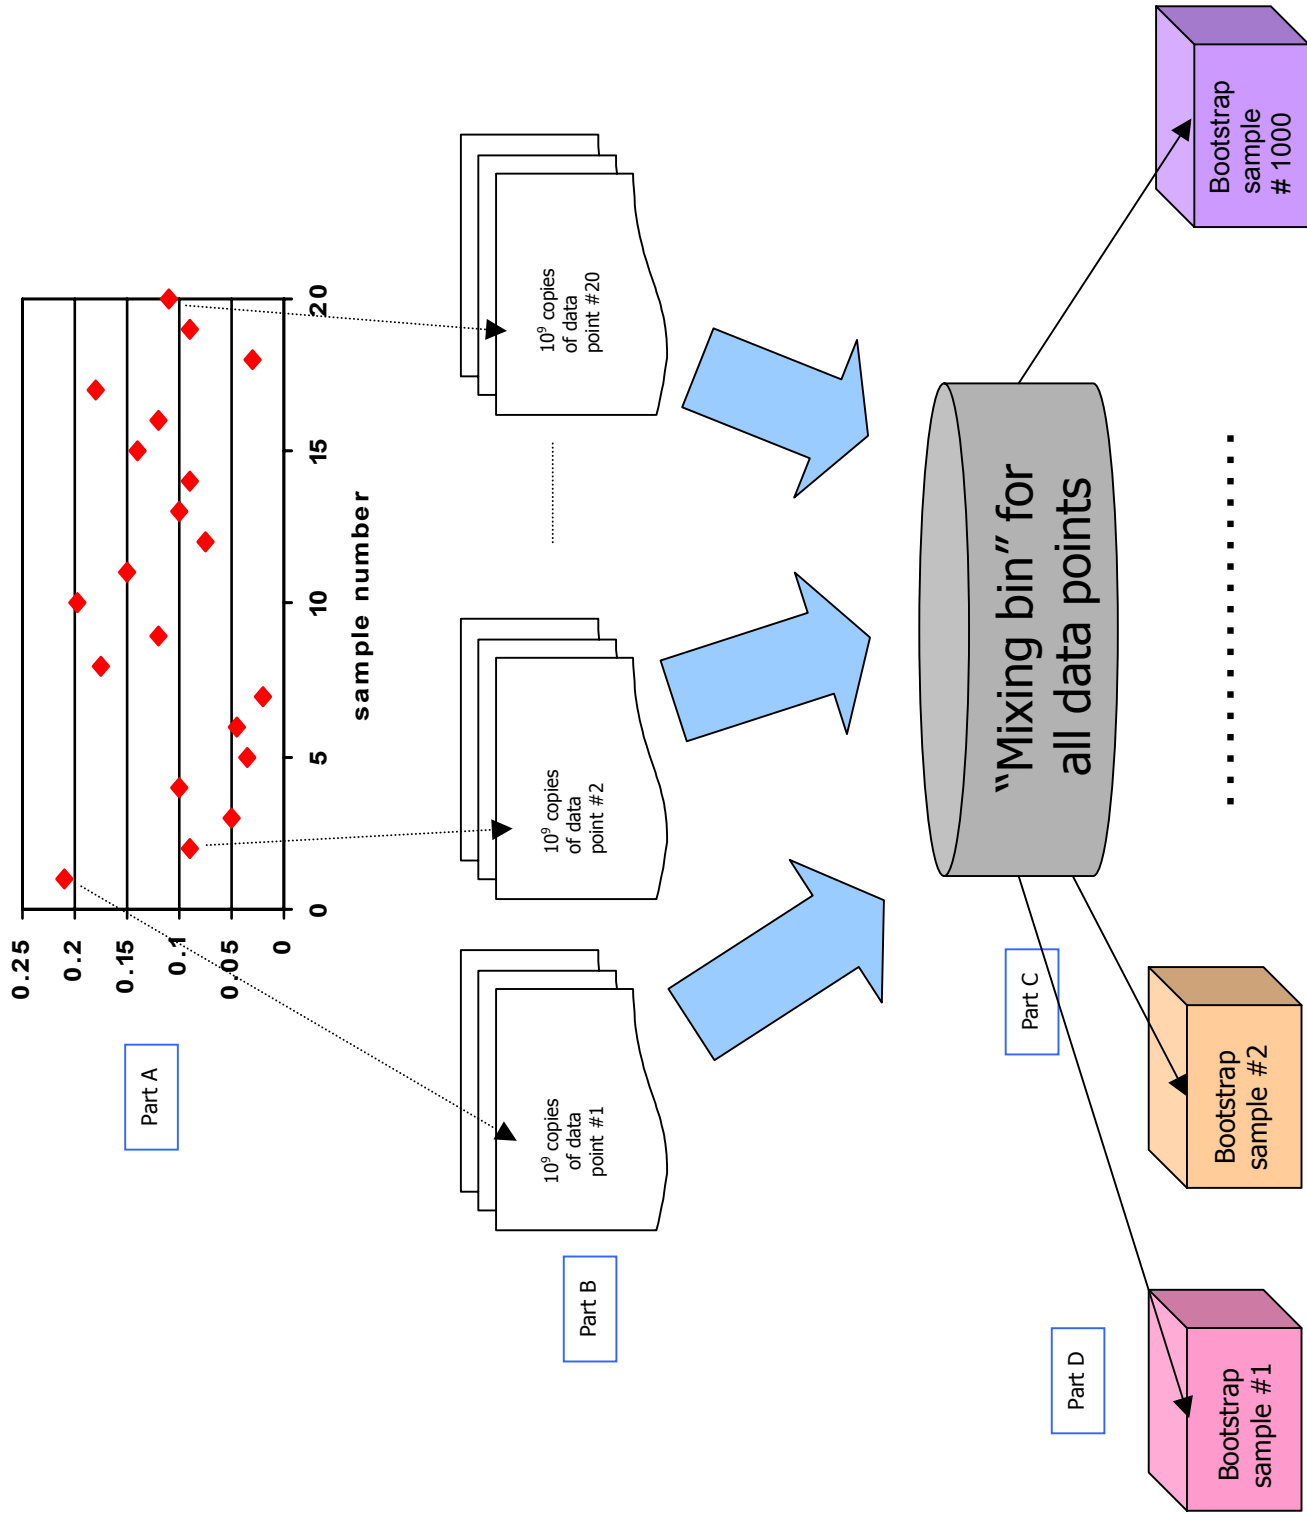 0.25
0.2
0.15
0.1
0.05
0
0
5
10
15
20
sample number
Part A
10⁹ copies
of data
point #1
10⁹ copies
of data
point #2
10⁹ copies
of data
point #20
Part B
"Mixing bin" for
all data points
Part C
Part D
Bootstrap
sample #1
Bootstrap
sample #2
Bootstrap
sample
# 1000